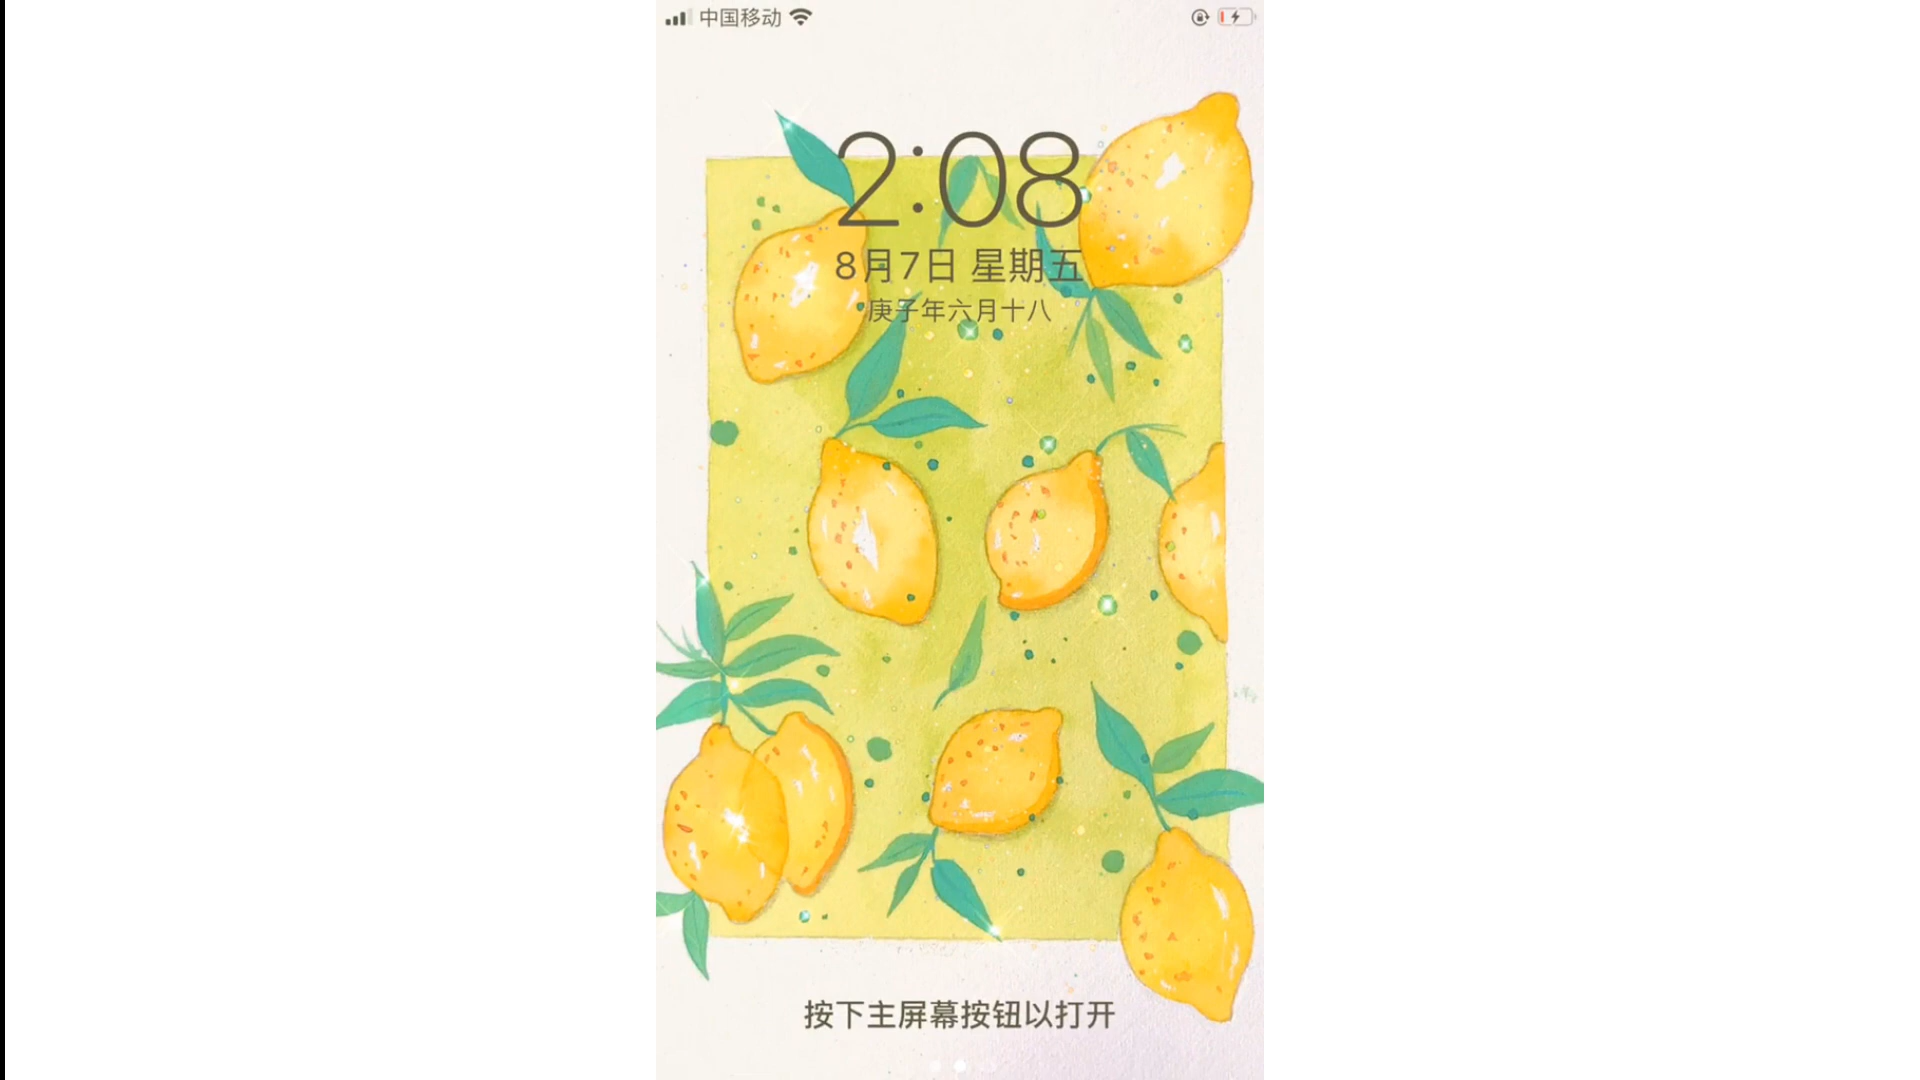 中国移动
2:08
8月7日 星期五
庚子年六月十八
按下主屏幕按钮以打开